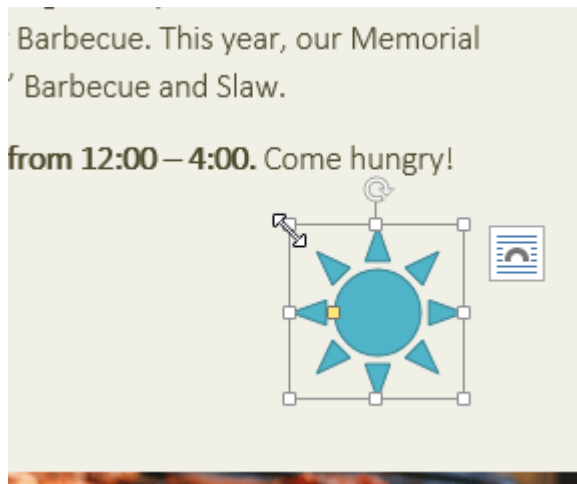 Barbecue. This year, our Memorial
’ Barbecue and Slaw.
from 12:00 – 4:00. Come hungry!